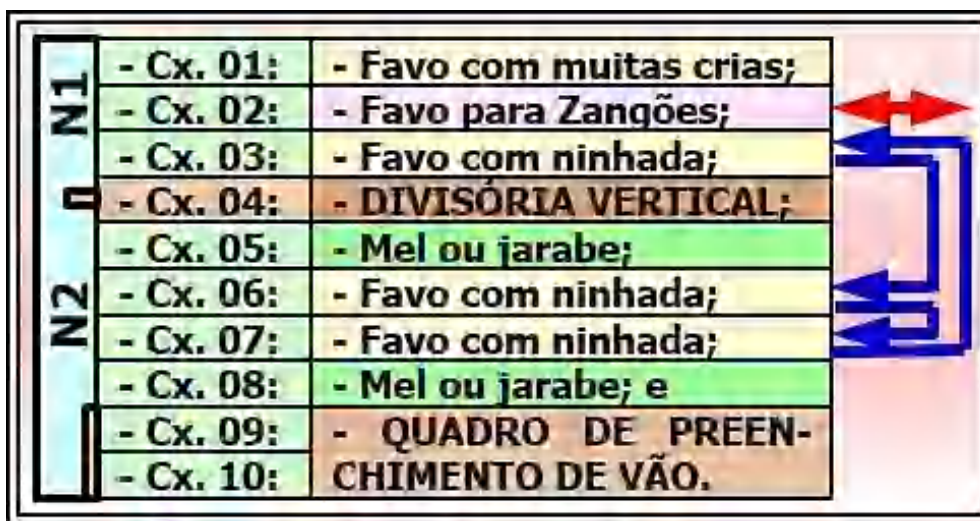 N1
N2
- Cx. 01: - Favo com muitas crias;
- Cx. 02: - Favo para Zangões;
- Cx. 03: - Favo com ninhada;
- Cx. 04: - DIVISÓRIA VERTICAL;
- Cx. 05: - Mel ou jarabe;
- Cx. 06: - Favo com ninhada;
- Cx. 07: - Favo com ninhada;
- Cx. 08: - Mel ou jarabe; e
- Cx. 09: - QUADRO DE PREEN-
- Cx. 10: CHIMENTO DE VÃO.